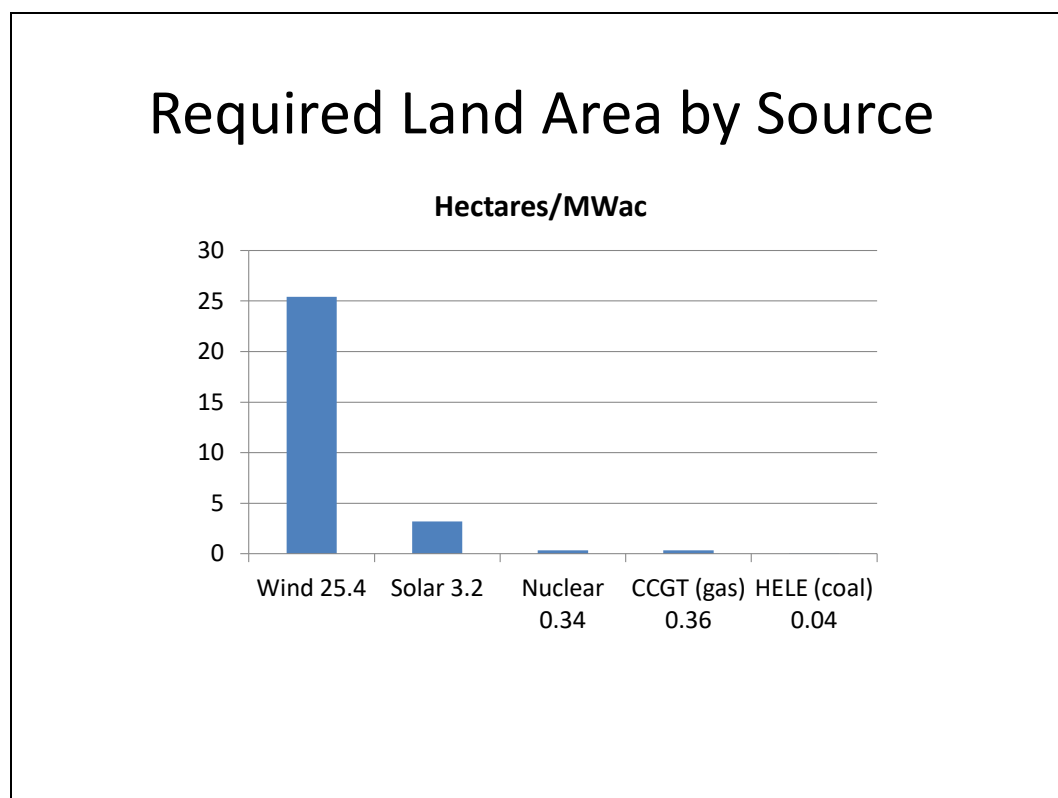 Required Land Area by Source
Hectares/MWac
30
25
20
15
10
5
0
Wind 25.4 Solar 3.2 Nuclear CCGT (gas) HELE (coal)
0.34 0.36 0.04